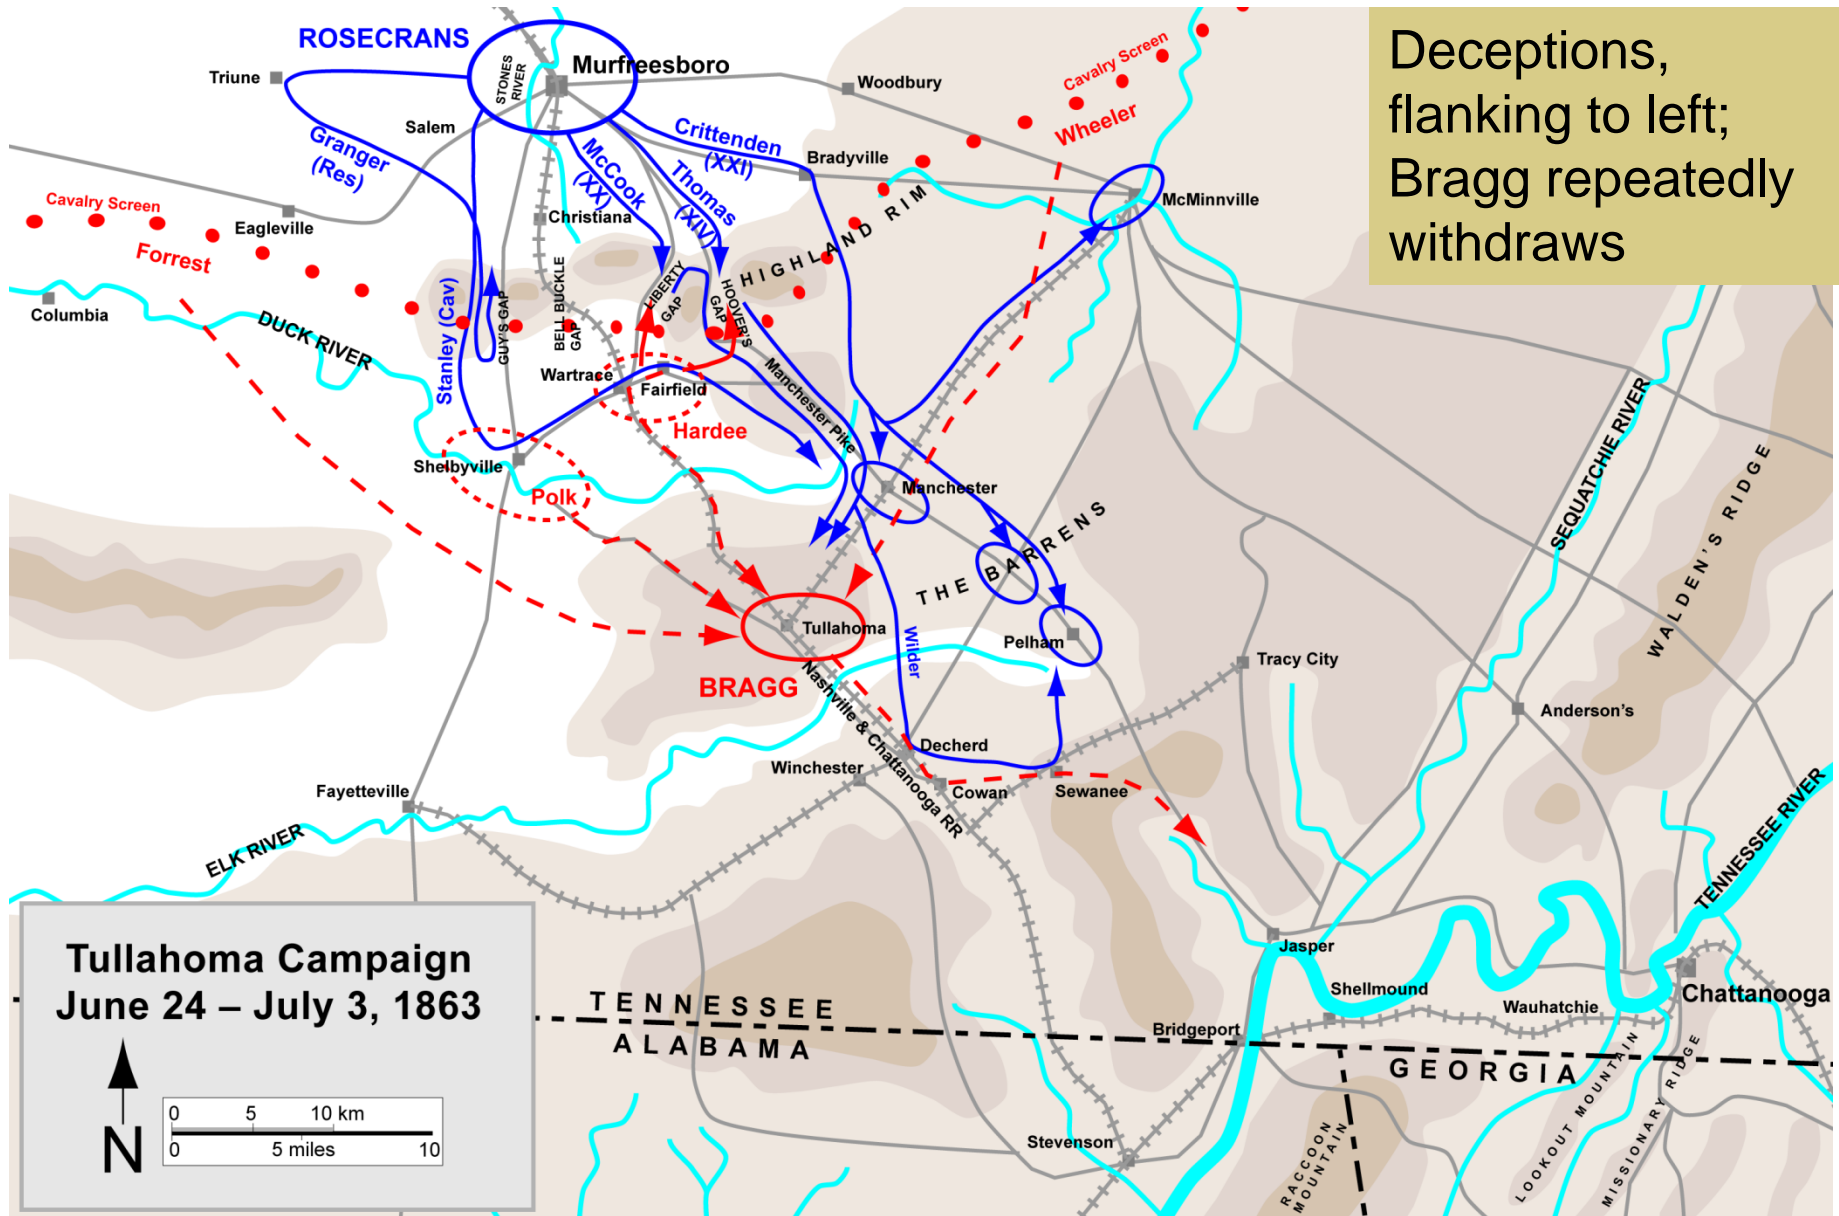 Deceptions,
flanking to left;
Bragg repeatedly
withdraws
ROSECRANS
Triune
STONES
RIVER
Murfreesboro
Woodbury
Cavalry Screen
Wheeler
Salem
Granger
(Res)
McCook
(XX)
Thomas
(XIV)
Crittenden
(XXI)
Bradyville
McMinnville
Cavalry Screen
Forrest
Eagleville
Christiana
HIGHLAND RIM
Columbia
DUCK RIVER
Stanley (Cav)
GUY'S GAP
BELL BUCKLE
GAP
LIBERTY
GAP
HOOVER'S
GAP
Wartrace
Fairfield
Hardee
Manchester Pike
Shelbyville
Polk
Manchester
THE BARRENS
SEQUATCHIE RIVER
WALDEN'S RIDGE
Tullahoma
BRAGG
Wilder
Pelham
Tracy City
Anderson's
Nashville & Chattanooga RR
Decherd
Winchester
Cowan
Sewanee
Fayetteville
ELK RIVER
TENNESSEE RIVER
Jasper
Shellmound
Wauhatchie
Chattanooga
Bridgeport
TENNESSEE
ALABAMA
GEORGIA
LOOKOUT MOUNTAIN
MISSIONARY RIDGE
RACCOON
MOUNTAIN
Stevenson
Tullahoma Campaign
June 24 – July 3, 1863
N
0 5 10 km
0 5 miles 10